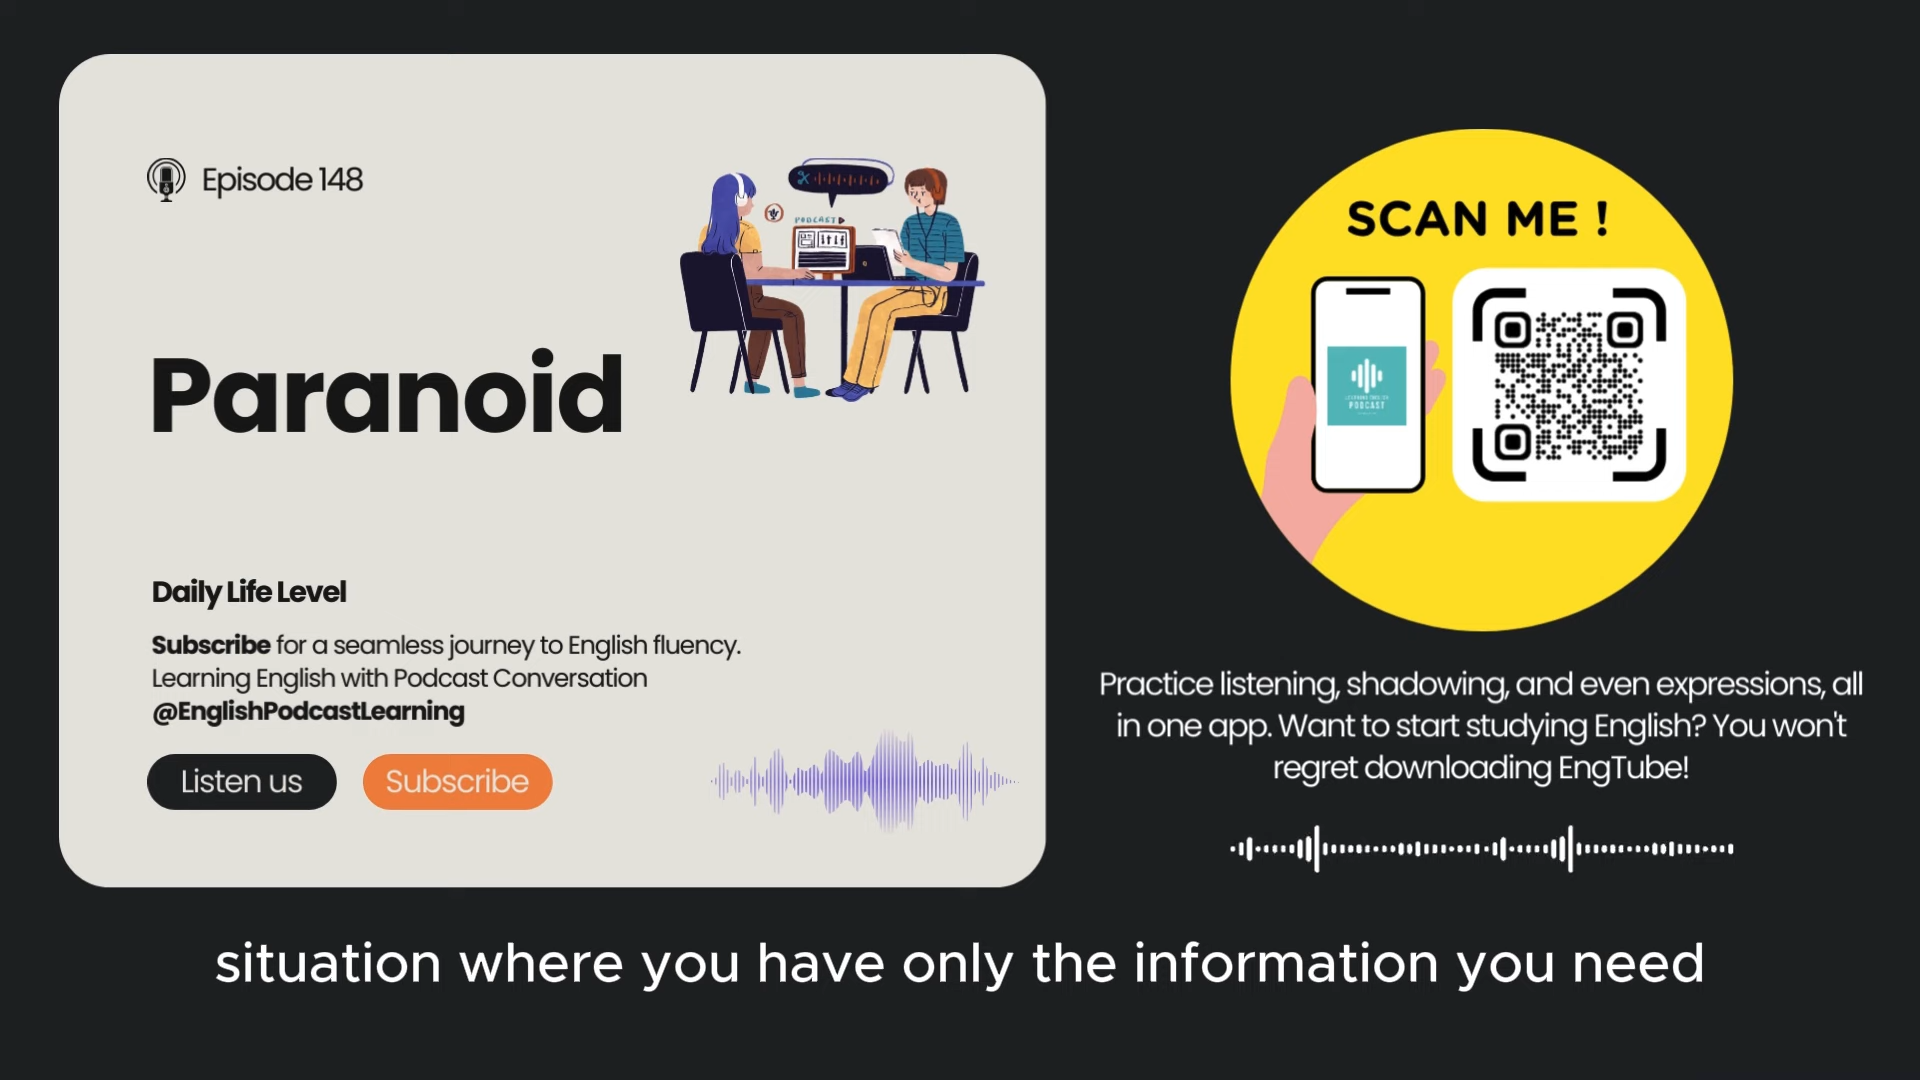 Episode 148
PODCAST
Paranoid
Daily Life Level
Subscribe for a seamless journey to English fluency.
Learning English with Podcast Conversation
@EnglishPodcastLearning
Listen us
Subscribe
SCAN ME !
PODCAST
Practice listening, shadowing, and even expressions, all
in one app. Want to start studying English? You won't
regret downloading EngTube!
situation where you have only the information you need